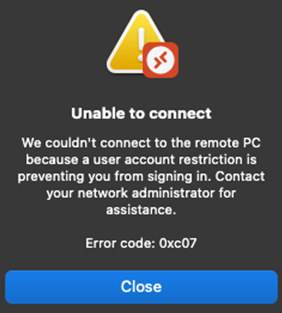 Unable to connect
We couldn't connect to the remote PC
because a user account restriction is
preventing you from signing in. Contact
your network administrator for
assistance.
Error code: 0xc07
Close